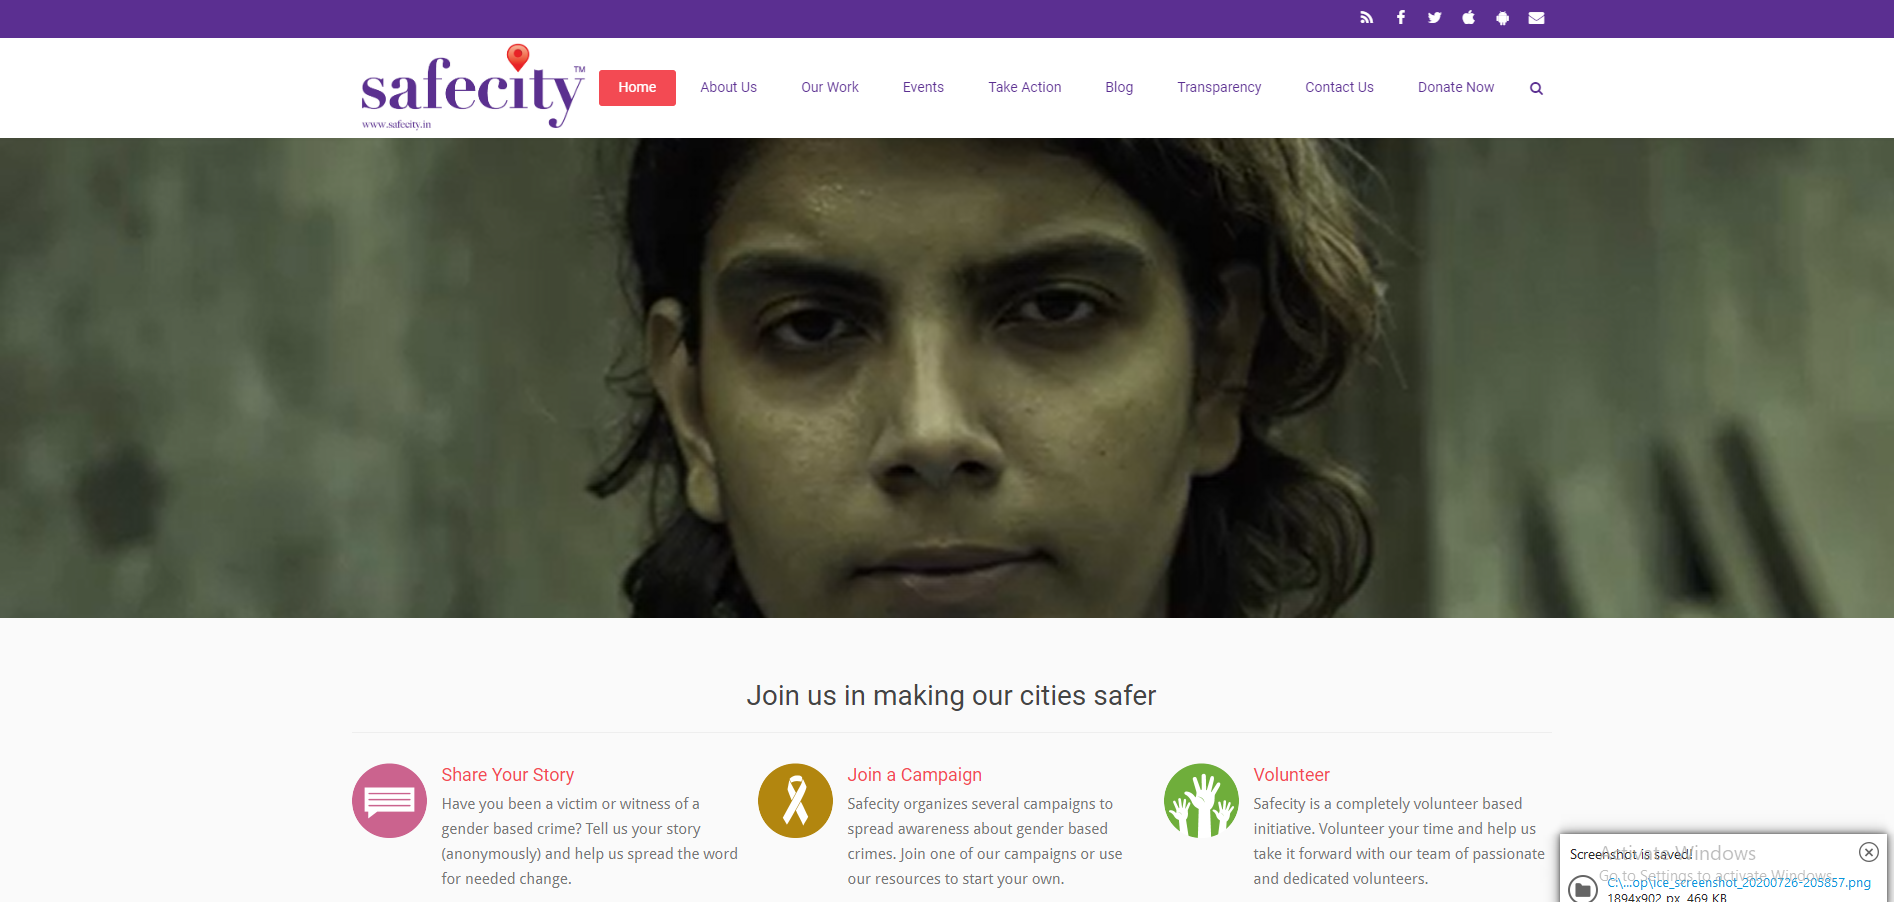 safecity™
www.safecity.in
Home
About Us
Our Work
Events
Take Action
Blog
Transparency
Contact Us
Donate Now
Join us in making our cities safer
Share Your Story
Have you been a victim or witness of a
gender based crime? Tell us your story
(anonymously) and help us spread the word
for needed change.
Join a Campaign
Safecity organizes several campaigns to
spread awareness about gender based
crimes. Join one of our campaigns or use
our resources to start your own.
Volunteer
Safecity is a completely volunteer based
initiative. Volunteer your time and help us
take it forward with our team of passionate
and dedicated volunteers.
Screenshot is saved!
Activate Windows
Go to Settings to activate Windows.
C:\...op\ice_screenshot_20200726-205857.png
1894x902 px, 469 KB